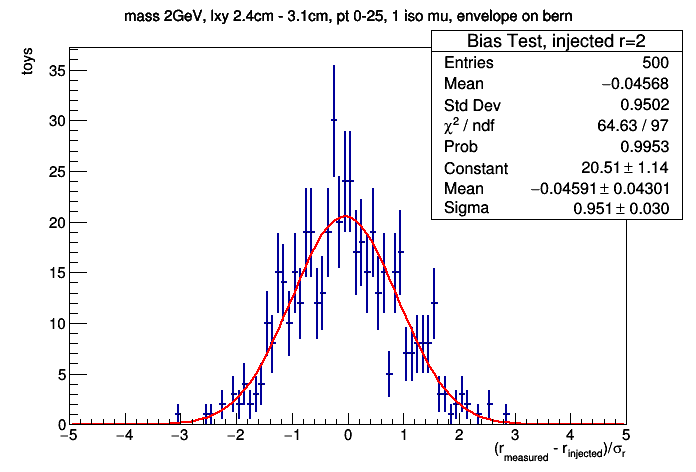 mass 2GeV, lxy 2.4cm - 3.1cm, pt 0-25, 1 iso mu, envelope on bern
toys
Bias Test, injected r=2
Entries 500
Mean −0.04568
Std Dev 0.9502
χ² / ndf 64.63 / 97
Prob 0.9953
Constant 20.51 ± 1.14
Mean −0.04591 ± 0.04301
Sigma 0.951 ± 0.030
35
30
25
20
15
10
5
0
−5 −4 −3 −2 −1 0 1 2 3 4 5
(r_measured - r_injected)/σ_r